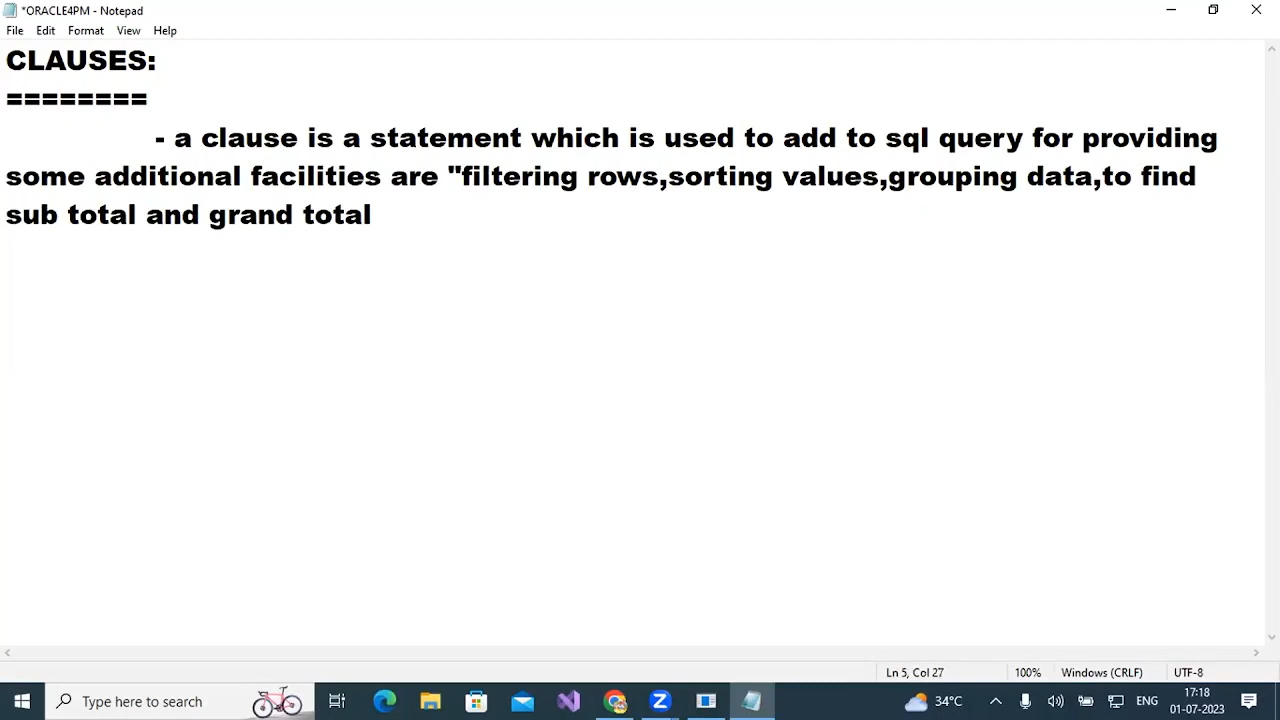 *ORACLE4PM - Notepad
File Edit Format View Help
CLAUSES:
========
- a clause is a statement which is used to add to sql query for providing
some additional facilities are "filtering rows,sorting values,grouping data,to find
sub total and grand total
Ln 5, Col 27 100% Windows (CRLF) UTF-8
Type here to search
34°C
ENG
17:18
01-07-2023